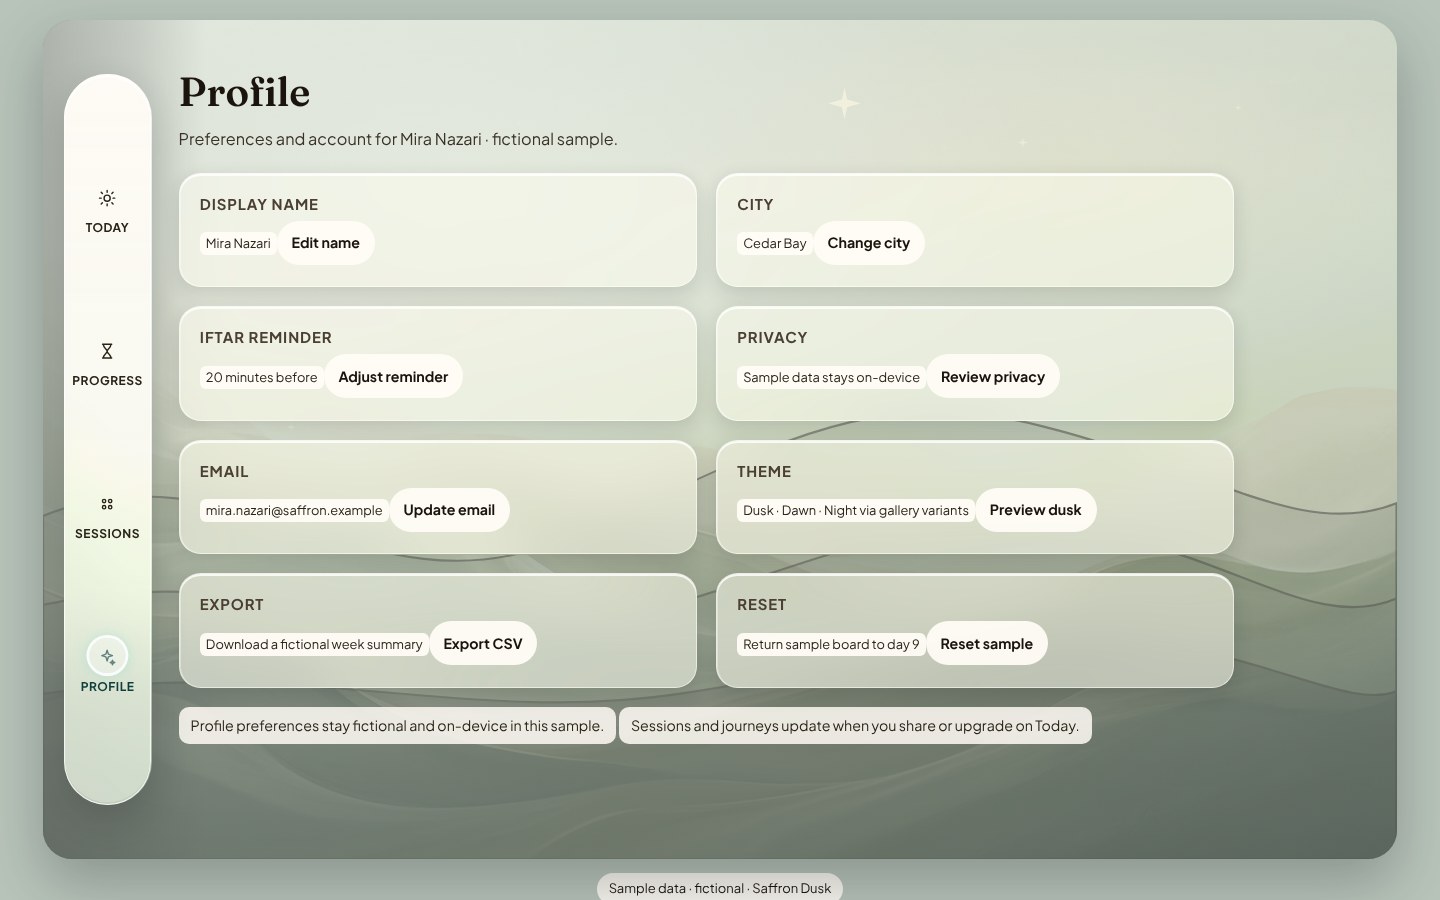 TODAY
PROGRESS
SESSIONS
PROFILE
Profile
Preferences and account for Mira Nazari · fictional sample.
DISPLAY NAME
Mira Nazari Edit name
CITY
Cedar Bay Change city
IFTAR REMINDER
20 minutes before Adjust reminder
PRIVACY
Sample data stays on-device Review privacy
EMAIL
mira.nazari@saffron.example Update email
THEME
Dusk · Dawn · Night via gallery variants Preview dusk
EXPORT
Download a fictional week summary Export CSV
RESET
Return sample board to day 9 Reset sample
Profile preferences stay fictional and on-device in this sample. Sessions and journeys update when you share or upgrade on Today.
Sample data · fictional · Saffron Dusk